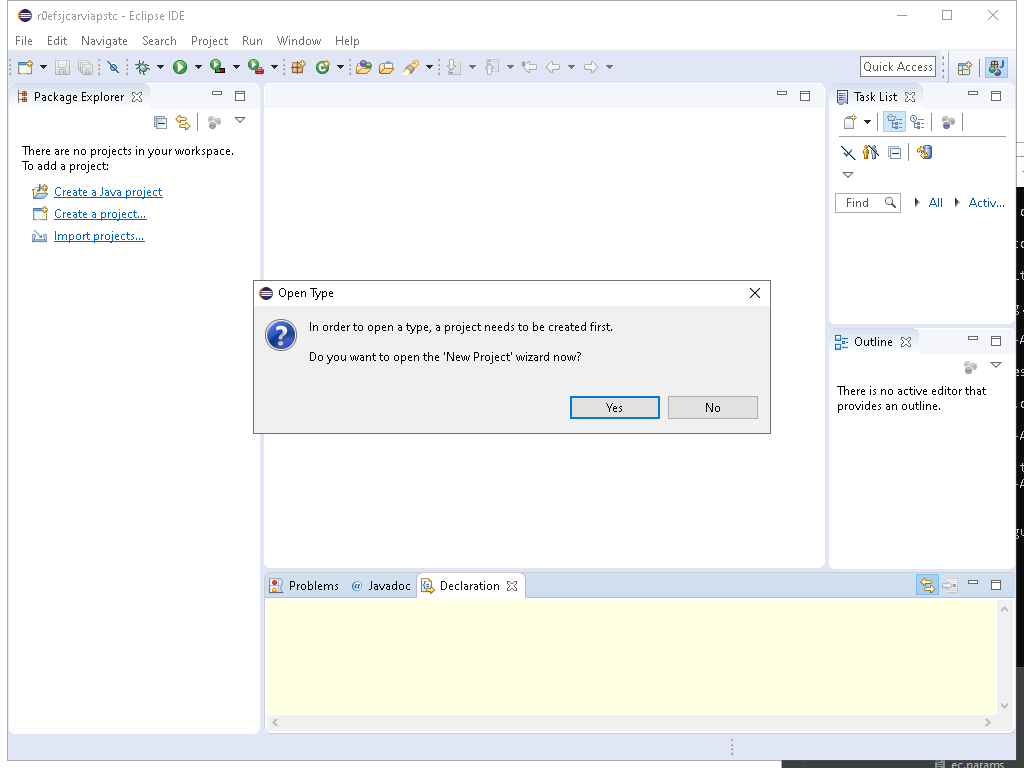 r0efsjcarviapstc - Eclipse IDE
File Edit Navigate Search Project Run Window Help
Quick Access
Package Explorer
Task List
There are no projects in your workspace.
To add a project:
Create a Java project
Create a project...
Import projects...
Find
All
Activ...
Open Type
In order to open a type, a project needs to be created first.
Do you want to open the 'New Project' wizard now?
Yes
No
Outline
There is no active editor that
provides an outline.
Problems
@ Javadoc
Declaration
ec.params